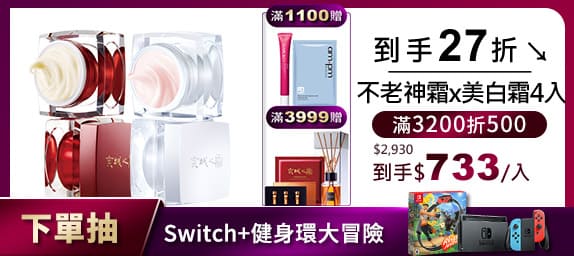 滿1100贈
滿3999贈
到手27折↘
不老神霜x美白霜4入
滿3200折500
$2,930
到手$733/入
下單抽
Switch+健身環大冒險